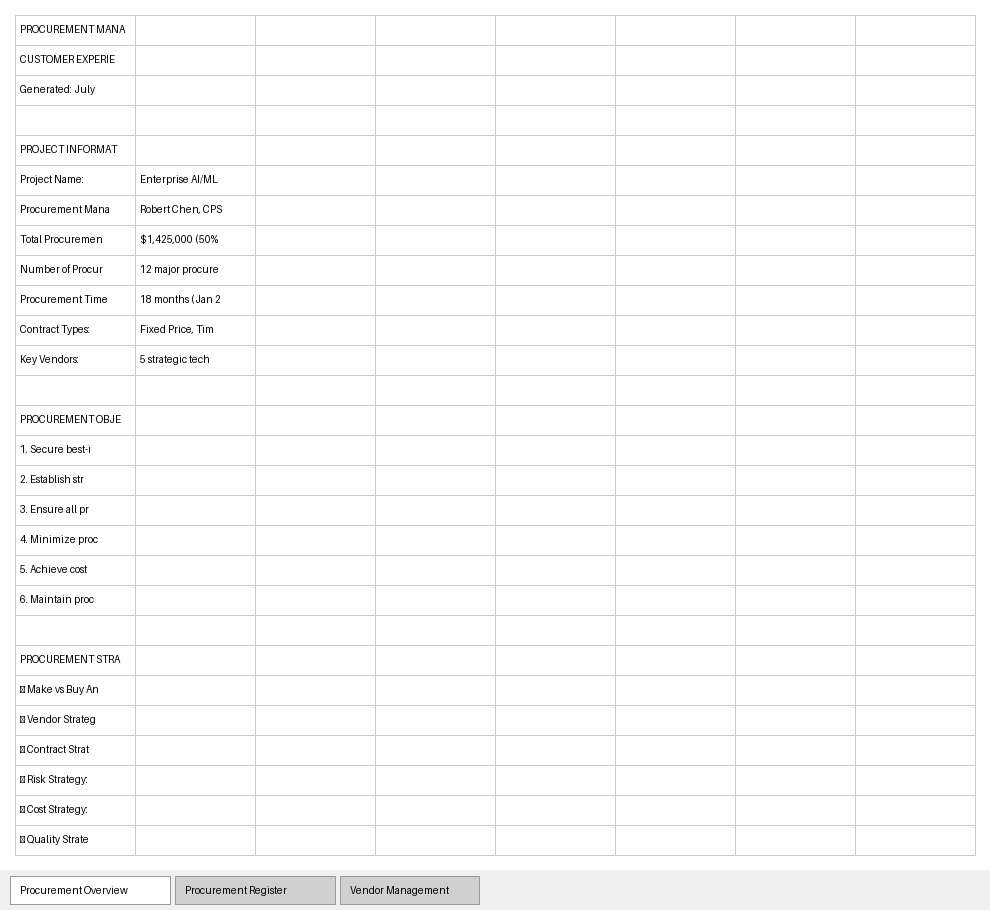 PROCUREMENT MANA
CUSTOMER EXPERIE
Generated: July
PROJECT INFORMAT
Project Name: Enterprise AI/ML
Procurement Mana Robert Chen, CPS
Total Procuremen $1,425,000 (50%
Number of Procur 12 major procure
Procurement Time 18 months (Jan 2
Contract Types: Fixed Price, Tim
Key Vendors: 5 strategic tech
PROCUREMENT OBJE
1. Secure best-i
2. Establish str
3. Ensure all pr
4. Minimize proc
5. Achieve cost
6. Maintain proc
PROCUREMENT STRA
Make vs Buy An
Vendor Strateg
Contract Strat
Risk Strategy:
Cost Strategy:
Quality Strate
Procurement Overview Procurement Register Vendor Management